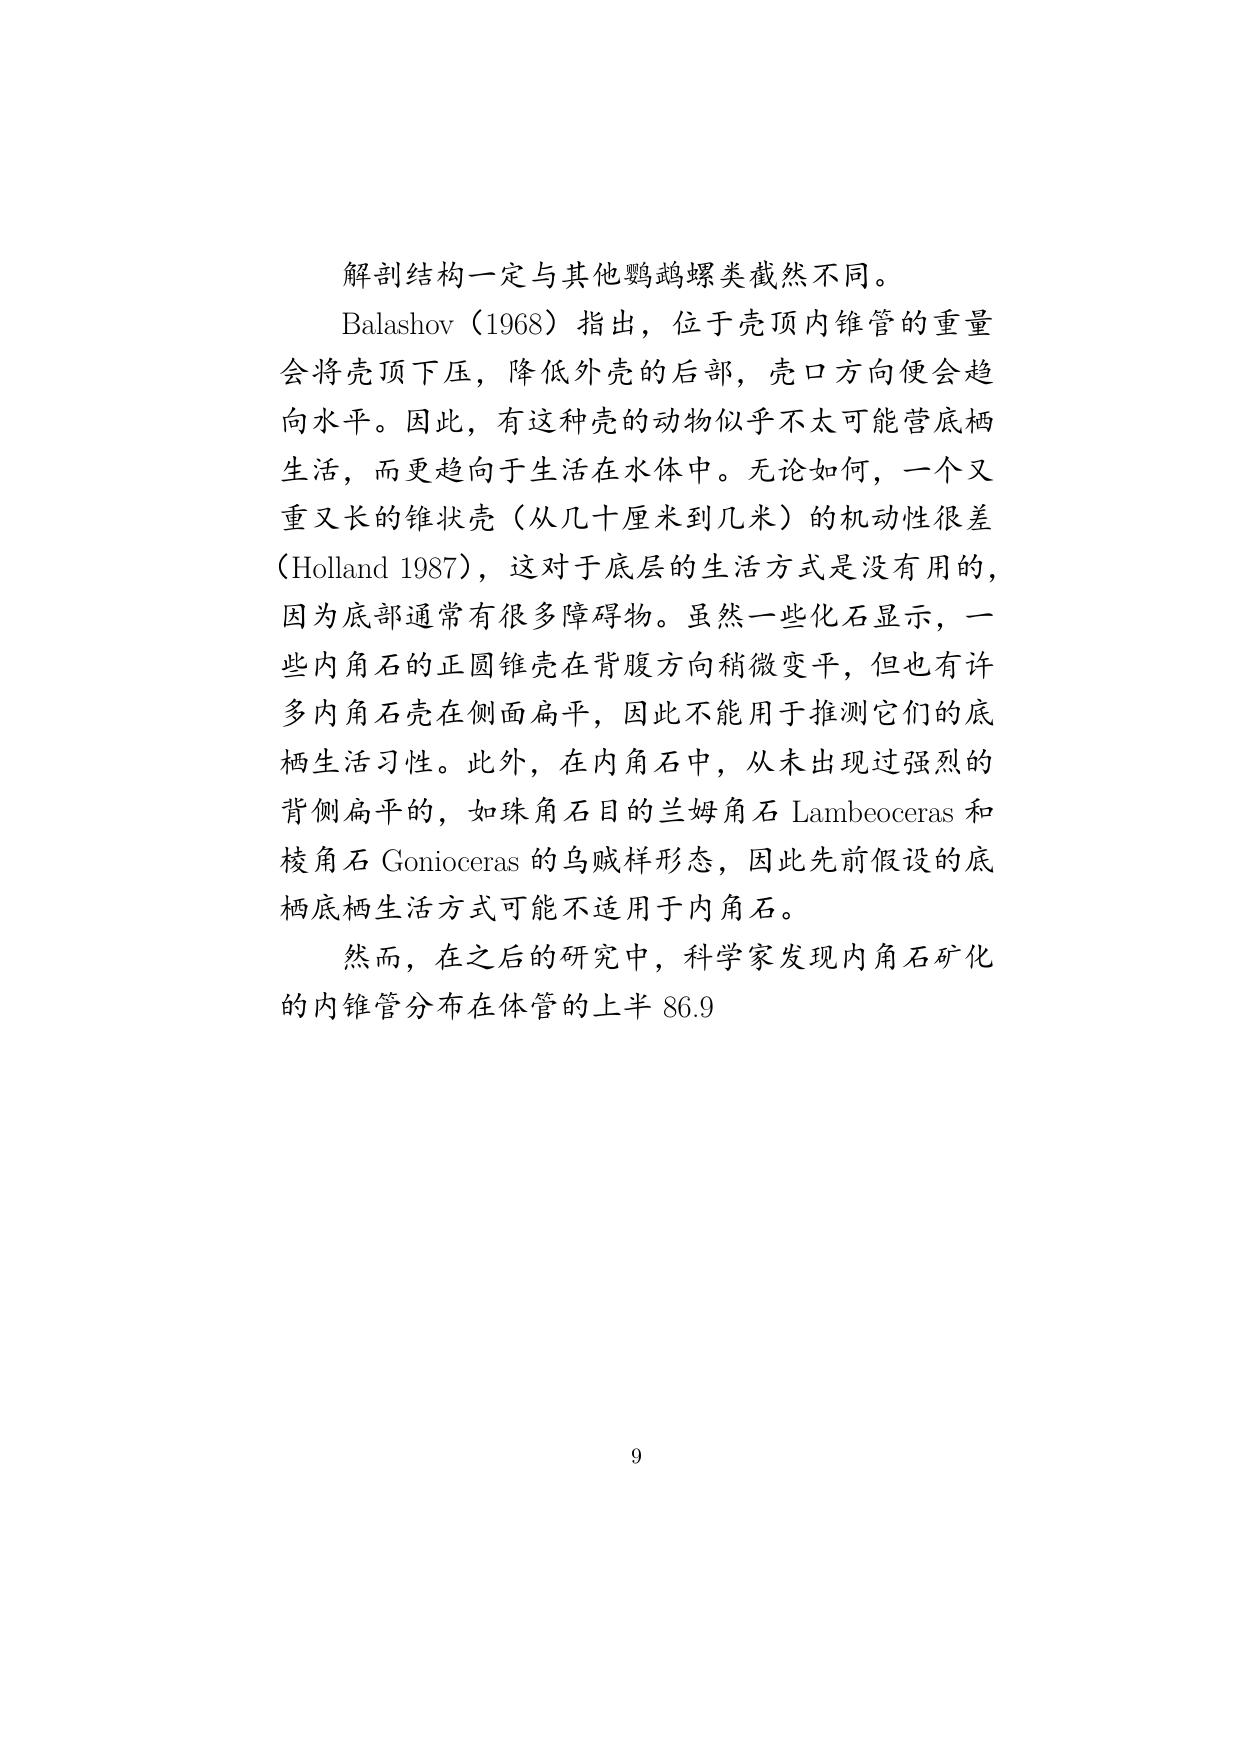 解剖结构一定与其他鹦鹉螺类截然不同。
Balashov（1968）指出，位于壳顶内锥管的重量
会将壳顶下压，降低外壳的后部，壳口方向便会趋
向水平。因此，有这种壳的动物似乎不太可能营底栖
生活，而更趋向于生活在水体中。无论如何，一个又
重又长的锥状壳（从几十厘米到几米）的机动性很差
（Holland 1987），这对于底层的生活方式是没有用的，
因为底部通常有很多障碍物。虽然一些化石显示，一
些内角石的正圆锥壳在背腹方向稍微变平，但也有许
多内角石壳在侧面扁平，因此不能用于推测它们的底
栖生活习性。此外，在内角石中，从未出现过强烈的
背侧扁平的，如珠角石目的兰姆角石 Lambeoceras 和
棱角石 Gonioceras 的乌贼样形态，因此先前假设的底
栖底栖生活方式可能不适用于内角石。
然而，在之后的研究中，科学家发现内角石矿化
的内锥管分布在体管的上半 86.9
9